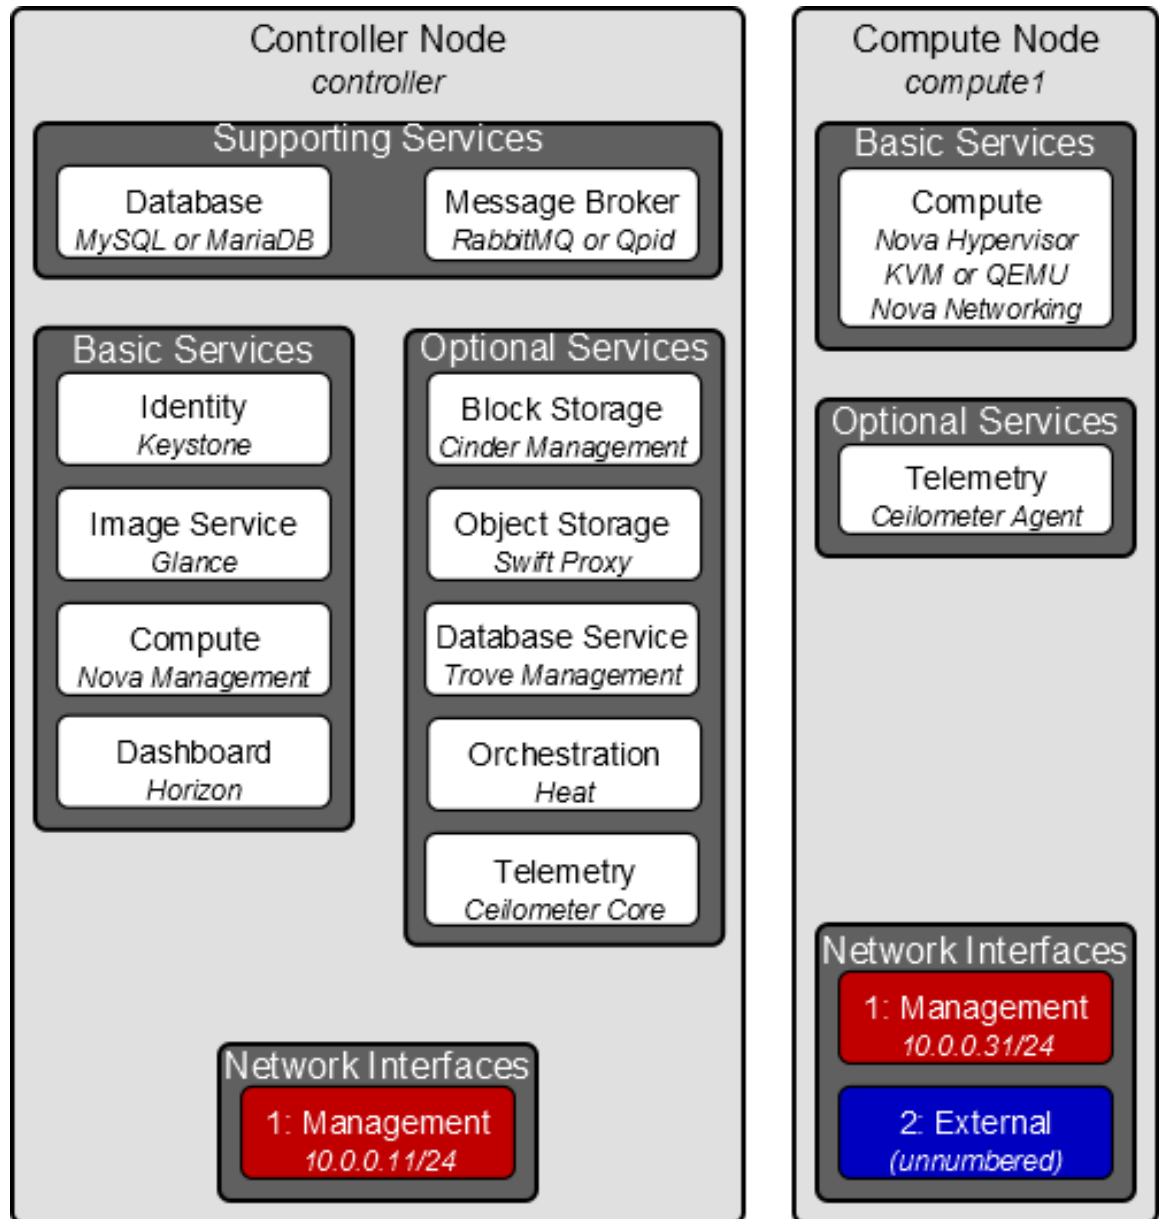 Controller Node
controller
Supporting Services
Database
MySQL or MariaDB
Message Broker
RabbitMQ or Qpid
Basic Services
Identity
Keystone
Image Service
Glance
Compute
Nova Management
Dashboard
Horizon
Optional Services
Block Storage
Cinder Management
Object Storage
Swift Proxy
Database Service
Trove Management
Orchestration
Heat
Telemetry
Ceilometer Core
Network Interfaces
1: Management
10.0.0.11/24
Compute Node
compute1
Basic Services
Compute
Nova Hypervisor
KVM or QEMU
Nova Networking
Optional Services
Telemetry
Ceilometer Agent
Network Interfaces
1: Management
10.0.0.31/24
2: External
(unnumbered)